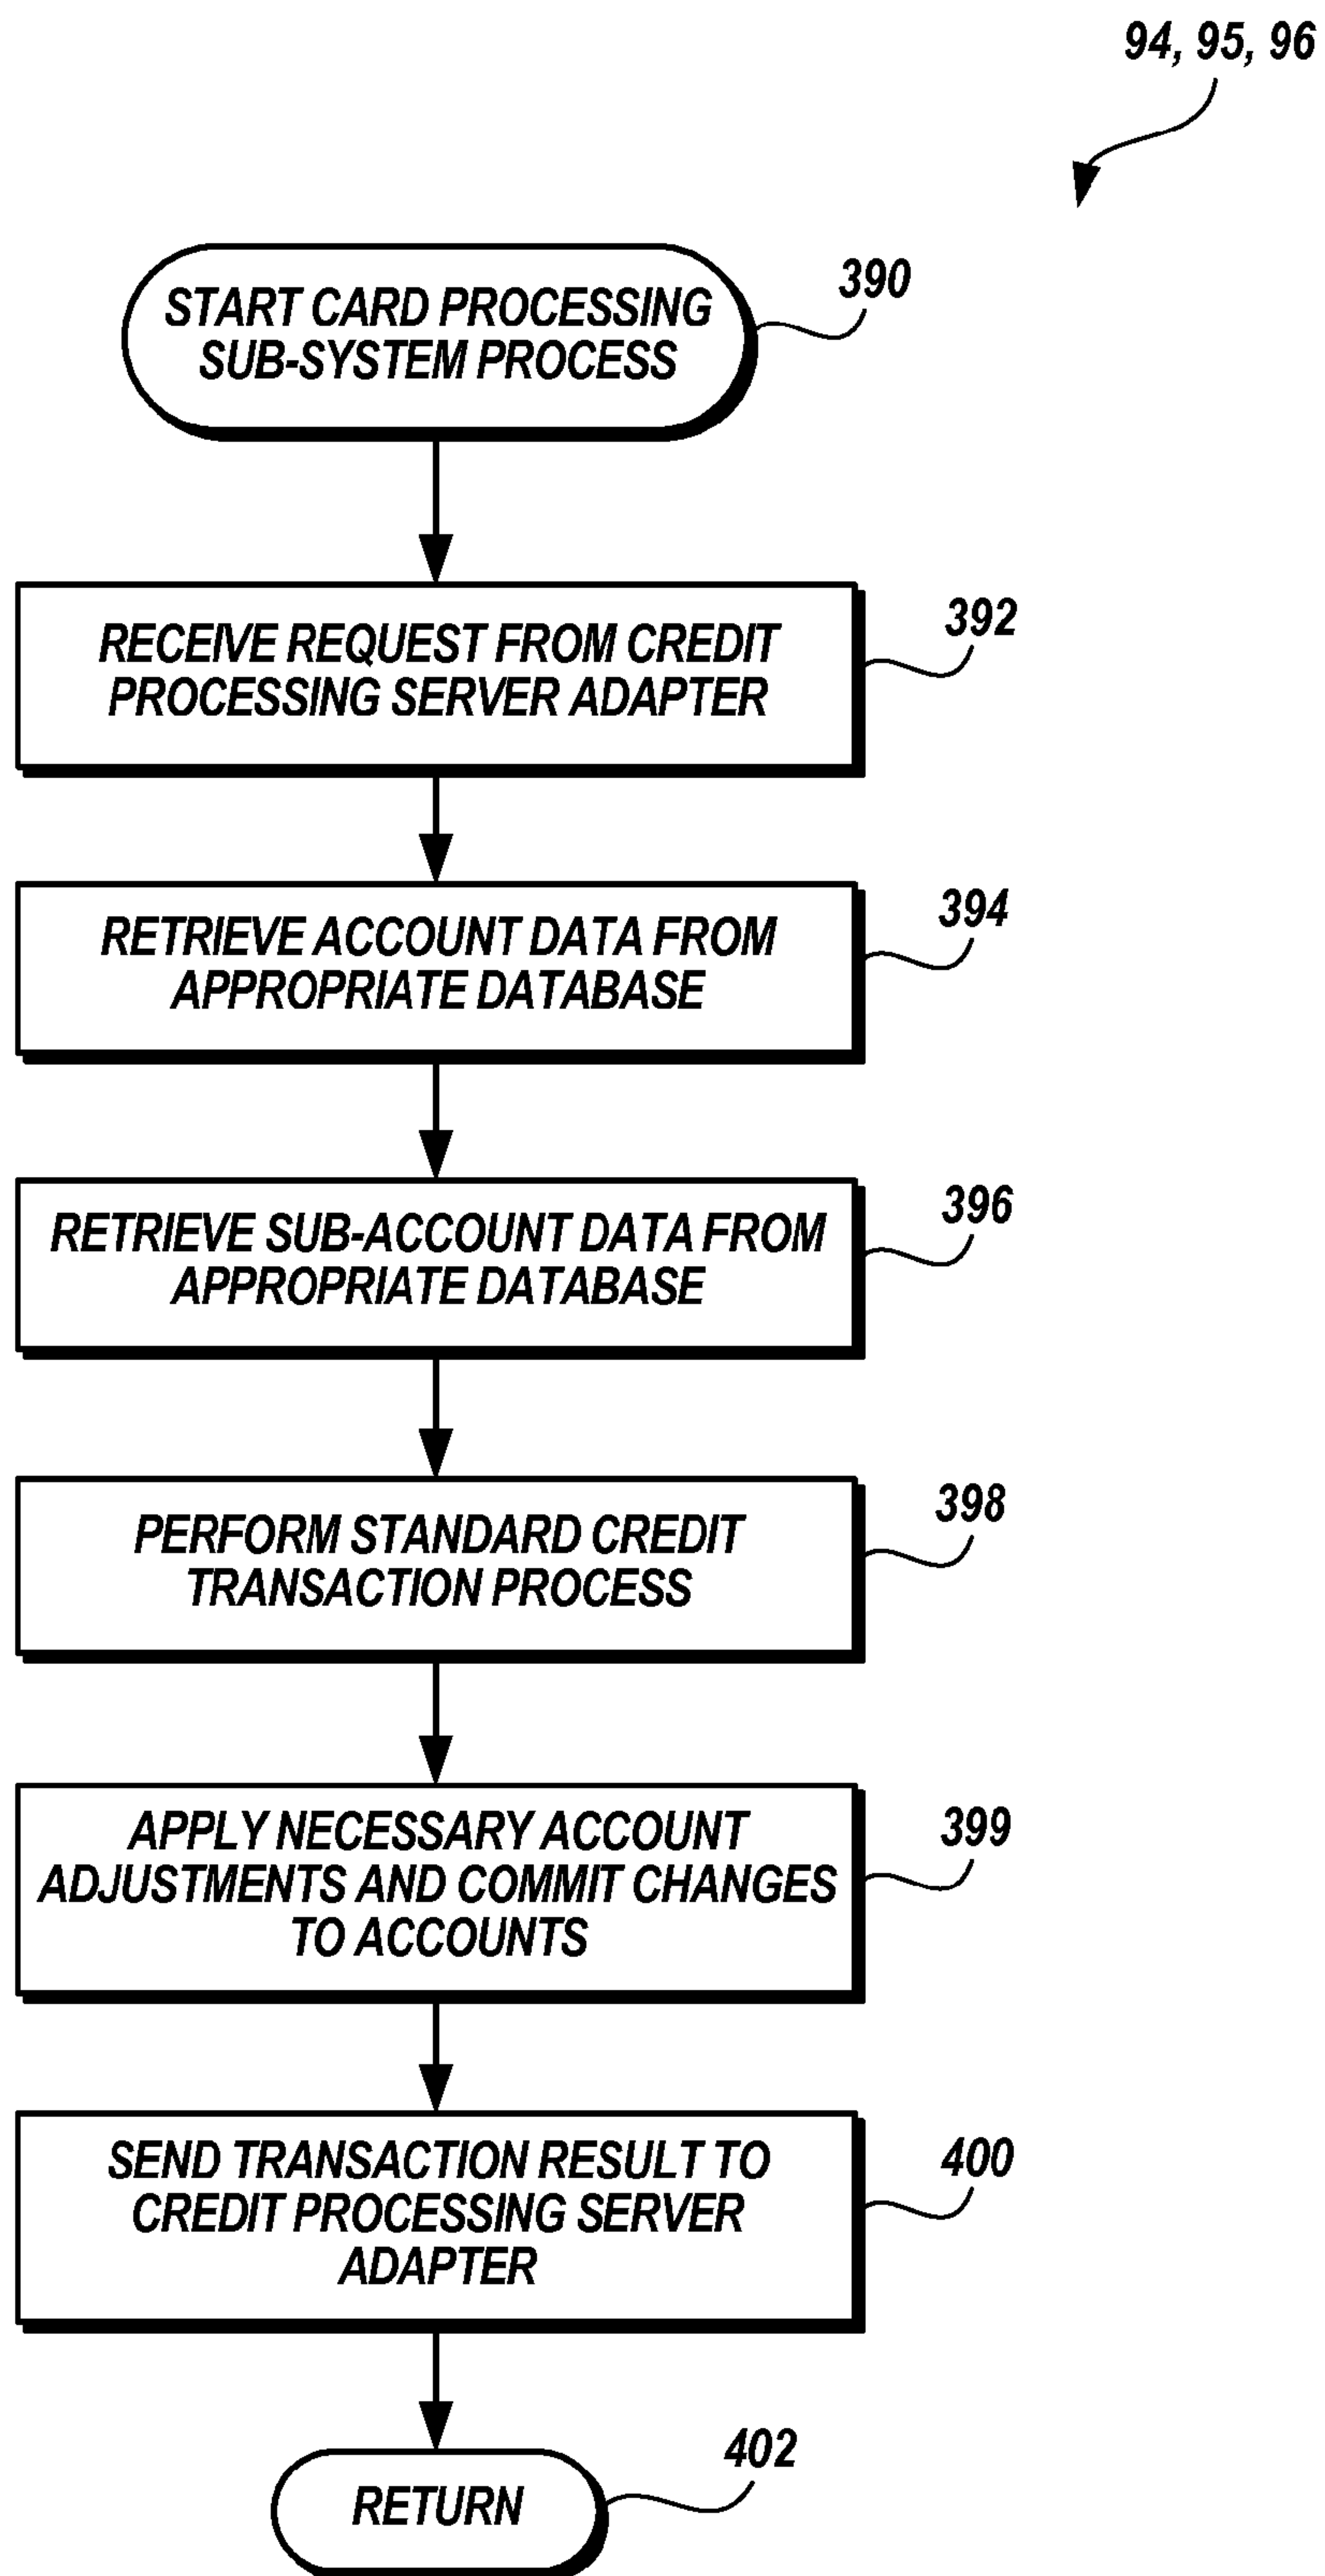 94, 95, 96
START CARD PROCESSING
SUB-SYSTEM PROCESS
390
RECEIVE REQUEST FROM CREDIT
PROCESSING SERVER ADAPTER
392
RETRIEVE ACCOUNT DATA FROM
APPROPRIATE DATABASE
394
RETRIEVE SUB-ACCOUNT DATA FROM
APPROPRIATE DATABASE
396
PERFORM STANDARD CREDIT
TRANSACTION PROCESS
398
APPLY NECESSARY ACCOUNT
ADJUSTMENTS AND COMMIT CHANGES
TO ACCOUNTS
399
SEND TRANSACTION RESULT TO
CREDIT PROCESSING SERVER
ADAPTER
400
RETURN
402